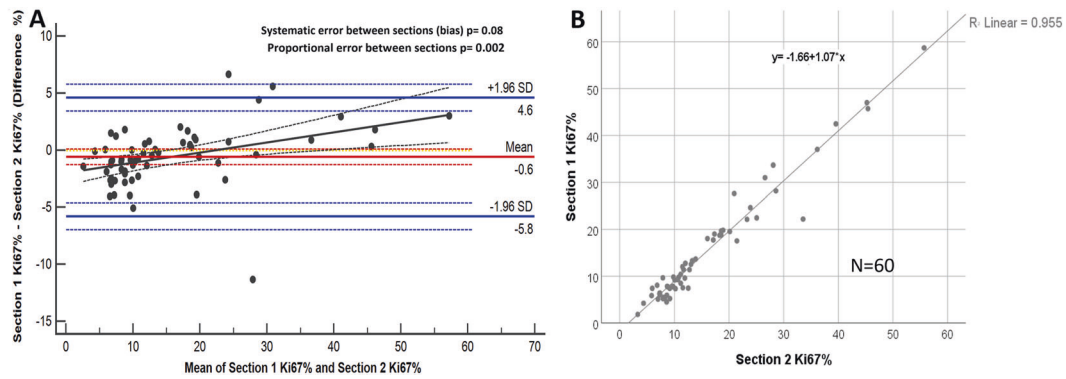 A
Systematic error between sections (bias) p= 0.08
Proportional error between sections p= 0.002
Section 1 Ki67% - Section 2 Ki67% (Difference %)
10
5
0
-5
-10
-15
+1.96 SD
4.6
Mean
-0.6
-1.96 SD
-5.8
0 10 20 30 40 50 60 70
Mean of Section 1 Ki67% and Section 2 Ki67%
B
R Linear = 0.955
y= -1.66+1.07*x
Section 1 Ki67%
60
50
40
30
20
10
0
N=60
0 10 20 30 40 50 60
Section 2 Ki67%